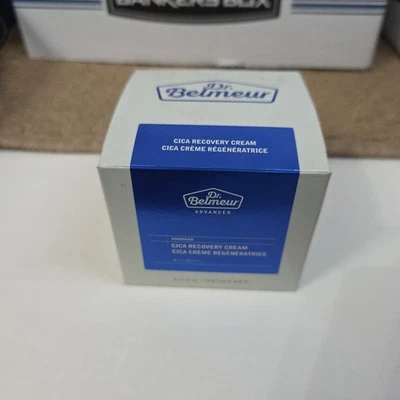 BANKERS BOX
Dr.
Belmeur
CICA RECOVERY CREAM
CICA CRÈME RÉGÉNÉRATRICE
Dr.
Belmeur
ADVANCED
ADVANCED
CICA RECOVERY CREAM
CICA CRÈME RÉGÉNÉRATRICE